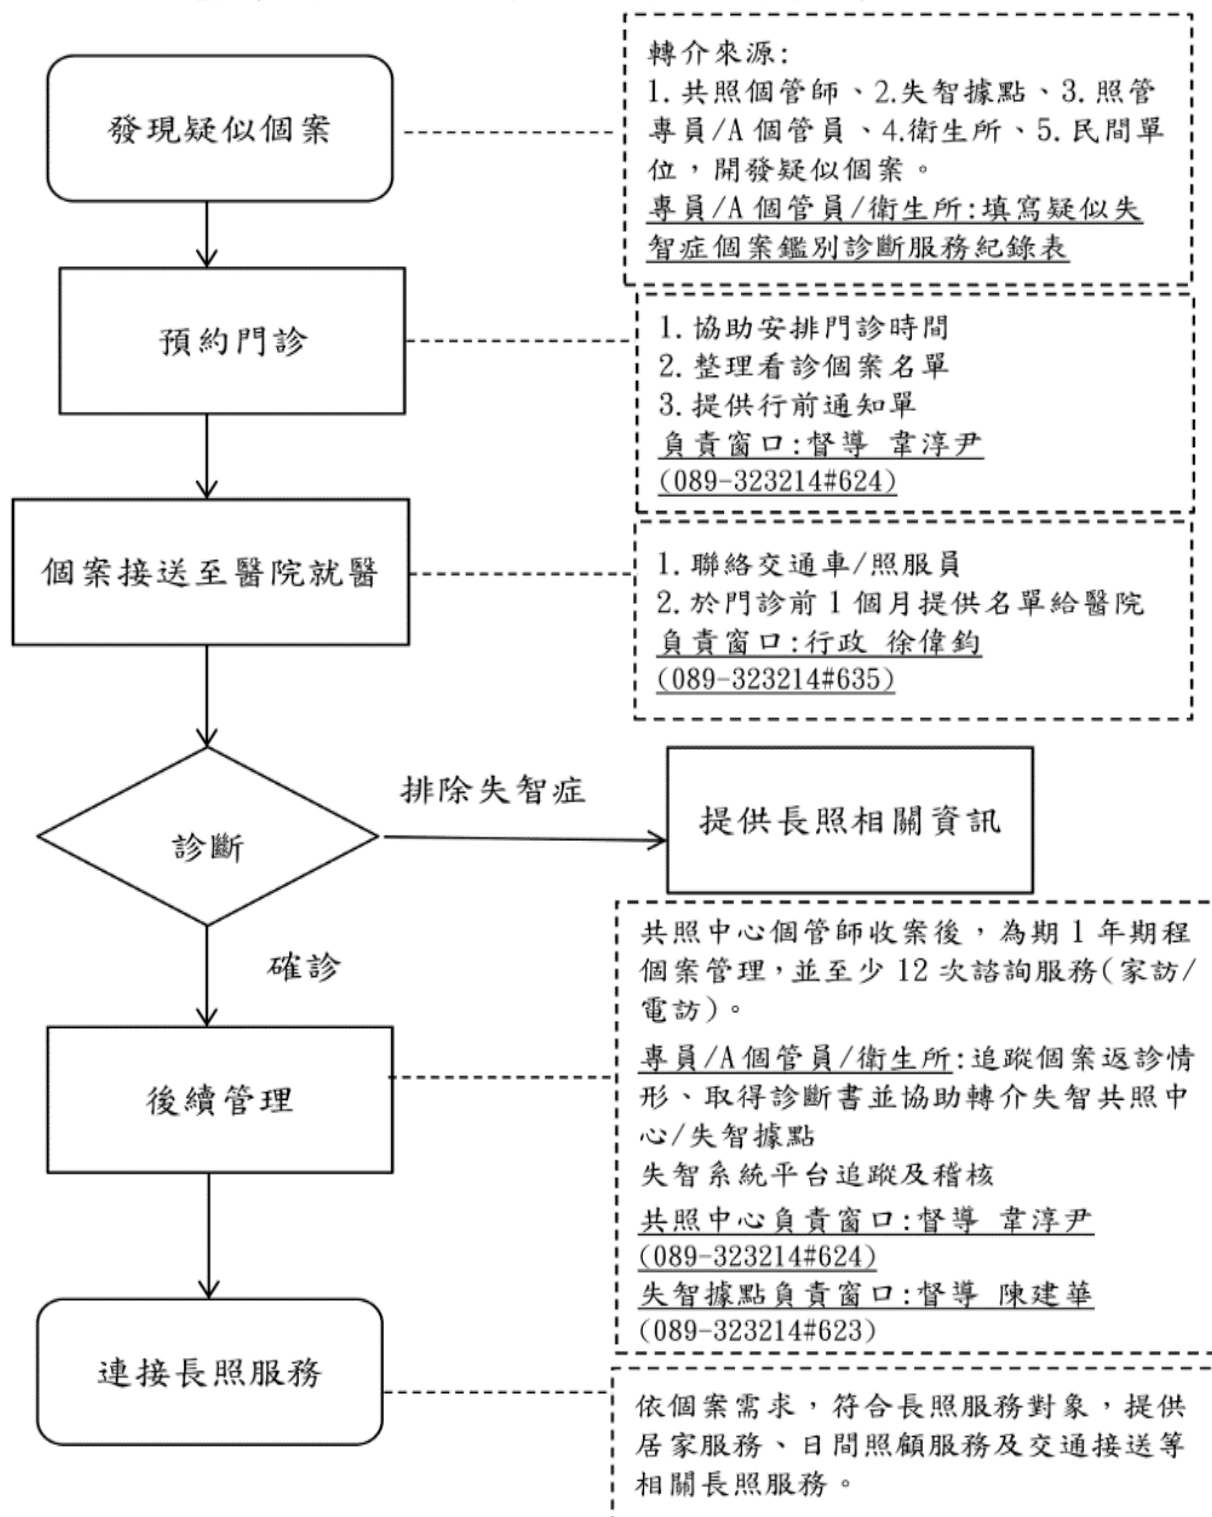 發現疑似個案
轉介來源:
1. 共照個管師、2.失智據點、3. 照管
專員/A 個管員、4.衛生所、5. 民間單
位，開發疑似個案。
專員/A 個管員/衛生所:填寫疑似失
智症個案鑑別診斷服務紀錄表
預約門診
1. 協助安排門診時間
2. 整理看診個案名單
3. 提供行前通知單
負責窗口:督導 韋淳尹
(089-323214#624)
個案接送至醫院就醫
1. 聯絡交通車/照服員
2. 於門診前 1 個月提供名單給醫院
負責窗口:行政 徐偉鈞
(089-323214#635)
診斷
排除失智症
提供長照相關資訊
確診
後續管理
共照中心個管師收案後，為期 1 年期程
個案管理，並至少 12 次諮詢服務(家訪/
電訪)。
專員/A 個管員/衛生所:追蹤個案返診情
形、取得診斷書並協助轉介失智共照中
心/失智據點
失智系統平台追蹤及稽核
共照中心負責窗口:督導 韋淳尹
(089-323214#624)
失智據點負責窗口:督導 陳建華
(089-323214#623)
連接長照服務
依個案需求，符合長照服務對象，提供
居家服務、日間照顧服務及交通接送等
相關長照服務。